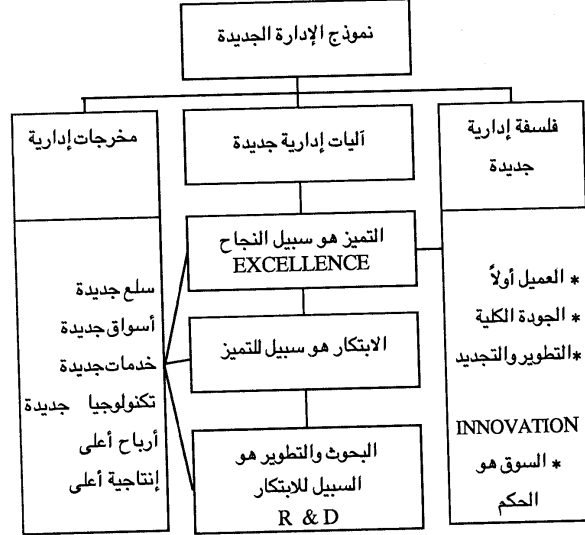 نموذج الإدارة الجديدة
فلسفة إدارية
جديدة
* العميل أولاً
* الجودة الكلية
*التطوير والتجديد
INNOVATION
* السوق هو
الحكم
آليات إدارية جديدة
التميز هو سبيل النجاح
EXCELLENCE
الابتكار هو سبيل للتميز
البحوث والتطوير هو
السبيل للابتكار
R & D
مخرجات إدارية
سلع جديدة
أسواق جديدة
خدمات جديدة
تكنولوجيا جديدة
أرباح أعلى
إنتاجية أعلى